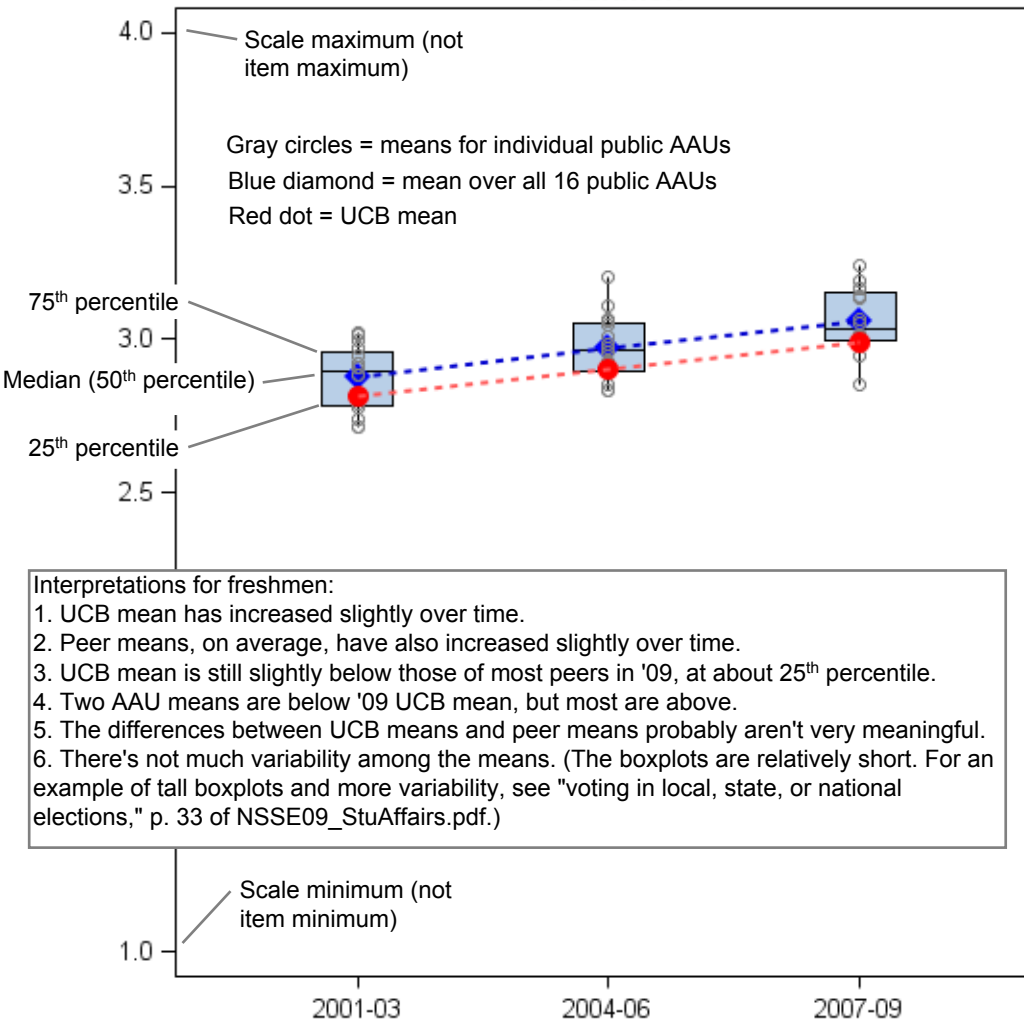 4.0
Scale maximum (not
item maximum)
Gray circles = means for individual public AAUs
3.5
Blue diamond = mean over all 16 public AAUs
Red dot = UCB mean
75th percentile
3.0
Median (50th percentile)
25th percentile
2.5
Interpretations for freshmen:
1. UCB mean has increased slightly over time.
2. Peer means, on average, have also increased slightly over time.
3. UCB mean is still slightly below those of most peers in '09, at about 25th percentile.
4. Two AAU means are below '09 UCB mean, but most are above.
5. The differences between UCB means and peer means probably aren't very meaningful.
6. There's not much variability among the means. (The boxplots are relatively short. For an
example of tall boxplots and more variability, see "voting in local, state, or national
elections," p. 33 of NSSE09_StuAffairs.pdf.)
Scale minimum (not
item minimum)
1.0
2001-03 2004-06 2007-09